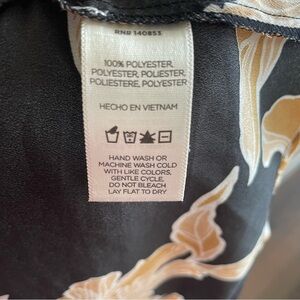 RN# 140853
100% POLYESTER,
POLYESTER, POLIESTER,
POLIESTERE, POLYESTER
HECHO EN VIETNAM
HAND WASH OR
MACHINE WASH COLD
WITH LIKE COLORS,
GENTLE CYCLE,
DO NOT BLEACH
LAY FLAT TO DRY